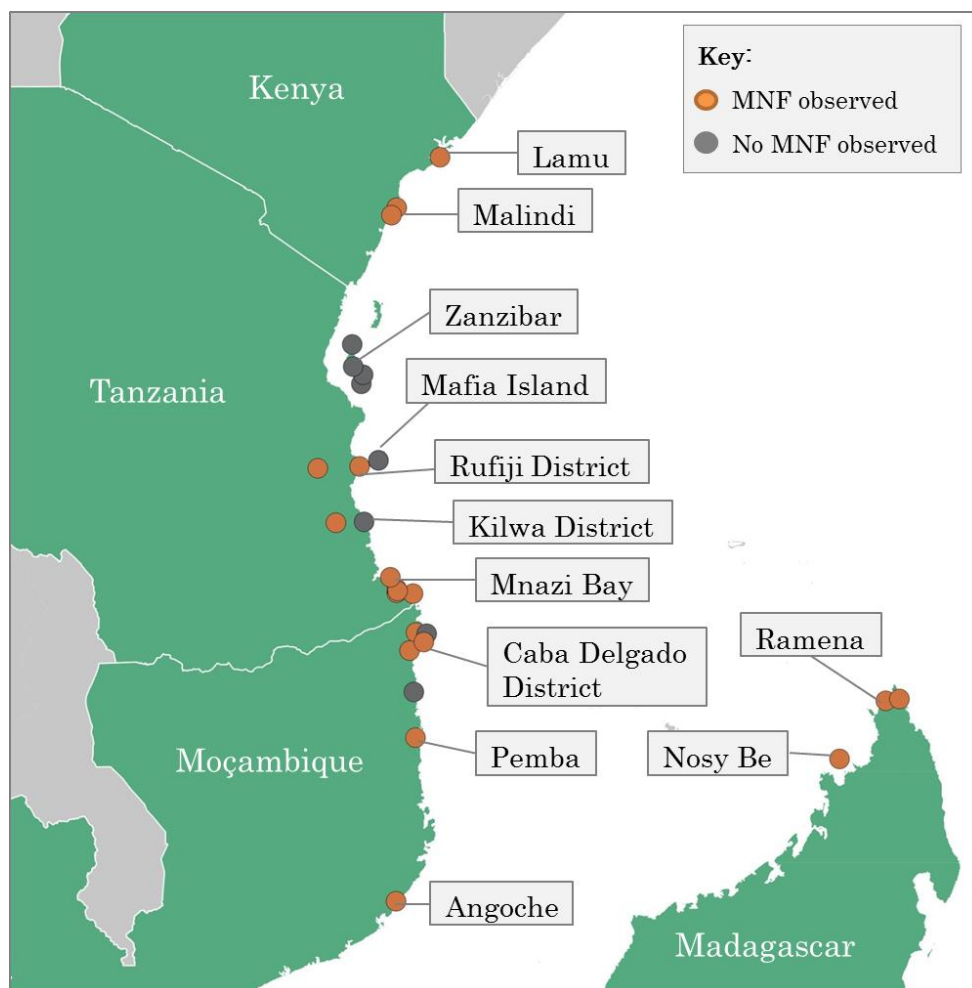 Key:
MNF observed
No MNF observed
Kenya
Lamu
Malindi
Zanzibar
Tanzania
Mafia Island
Rufiji District
Kilwa District
Mnazi Bay
Caba Delgado
District
Ramena
Moçambique
Pemba
Nosy Be
Angoche
Madagascar